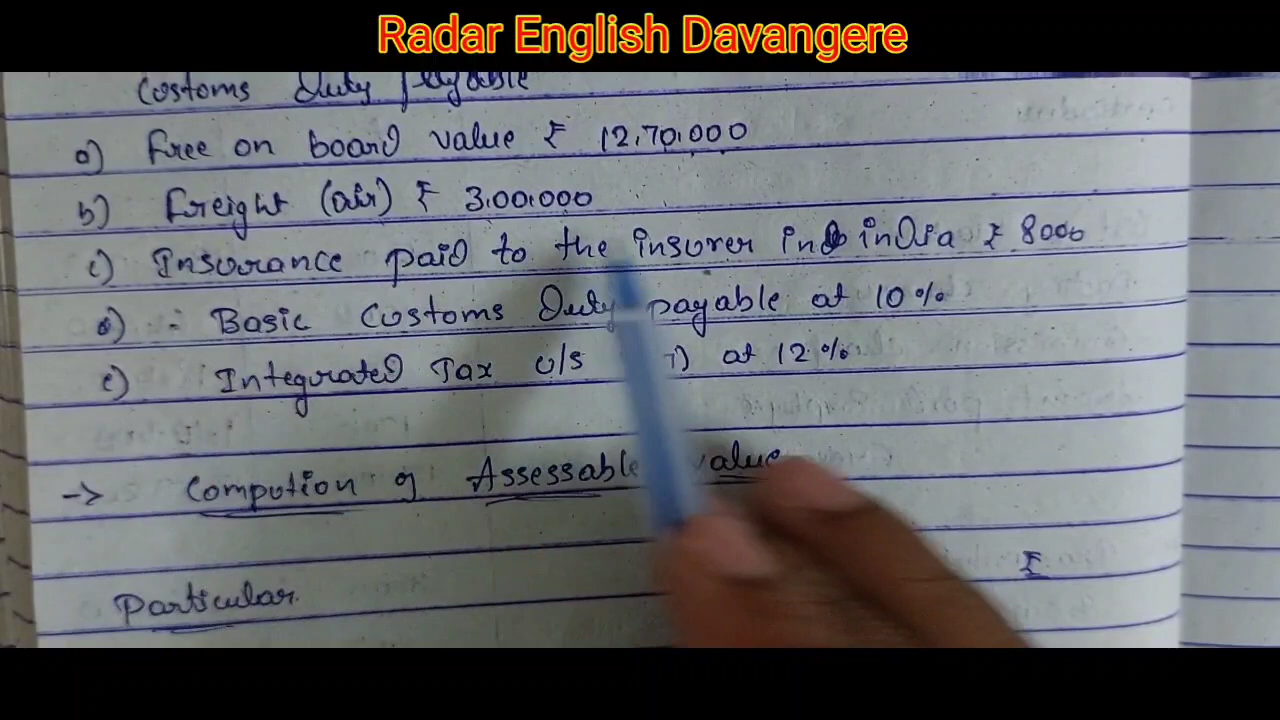 Radar English Davangere
Customs Duty payable
a) Free on board value ₹ 12,70,000
b) Freight (air) ₹ 3,00,000
c) Insurance paid to the insurer in india ₹ 8000
d) : Basic Customs Duty payable at 10%
e) Integrated Tax u/s at 12%
-> Compution of Assessable value
₹
Particular.